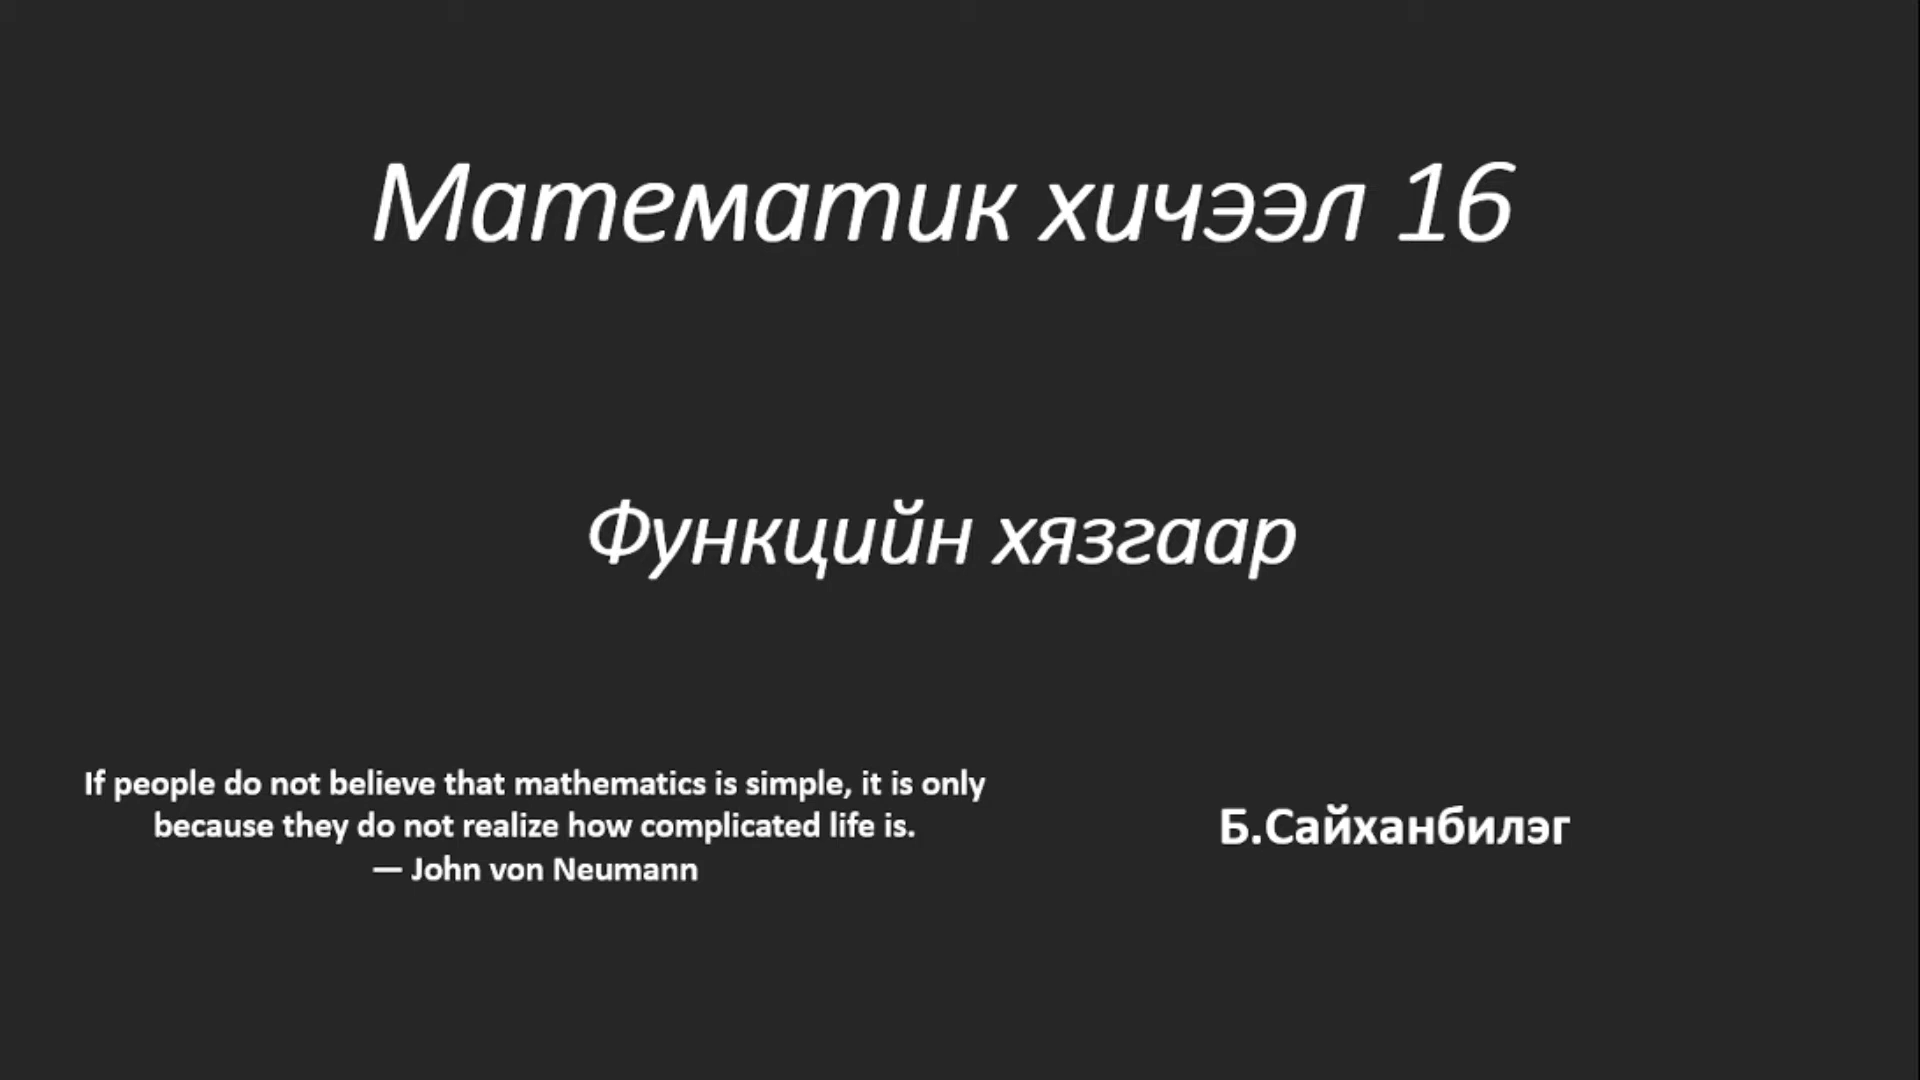 Математик хичээл 16
Функцийн хязгаар
If people do not believe that mathematics is simple, it is only
because they do not realize how complicated life is.
— John von Neumann
Б.Сайханбилэг